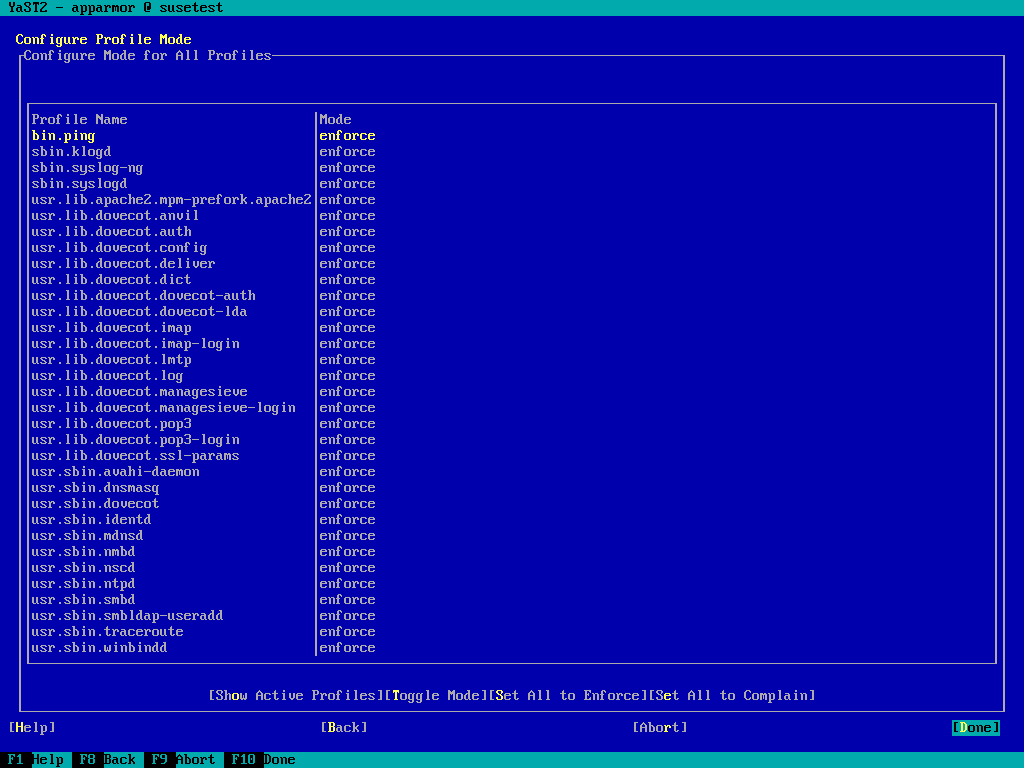 YaST2 - apparmor @ susetest
Configure Profile Mode
Configure Mode for All Profiles
Profile Name Mode
bin.ping enforce
sbin.klogd enforce
sbin.syslog-ng enforce
sbin.syslogd enforce
usr.lib.apache2.mpm-prefork.apache2 enforce
usr.lib.dovecot.anvil enforce
usr.lib.dovecot.auth enforce
usr.lib.dovecot.config enforce
usr.lib.dovecot.deliver enforce
usr.lib.dovecot.dict enforce
usr.lib.dovecot.dovecot-auth enforce
usr.lib.dovecot.dovecot-lda enforce
usr.lib.dovecot.imap enforce
usr.lib.dovecot.imap-login enforce
usr.lib.dovecot.lmtp enforce
usr.lib.dovecot.log enforce
usr.lib.dovecot.managesieve enforce
usr.lib.dovecot.managesieve-login enforce
usr.lib.dovecot.pop3 enforce
usr.lib.dovecot.pop3-login enforce
usr.lib.dovecot.ssl-params enforce
usr.sbin.avahi-daemon enforce
usr.sbin.dnsmasq enforce
usr.sbin.dovecot enforce
usr.sbin.identd enforce
usr.sbin.mdnsd enforce
usr.sbin.nmbd enforce
usr.sbin.nscd enforce
usr.sbin.ntpd enforce
usr.sbin.smbd enforce
usr.sbin.smbldap-useradd enforce
usr.sbin.traceroute enforce
usr.sbin.winbindd enforce
[Show Active Profiles][Toggle Mode][Set All to Enforce][Set All to Complain]
[Help] [Back] [Abort] [Done]
F1 Help F8 Back F9 Abort F10 Done